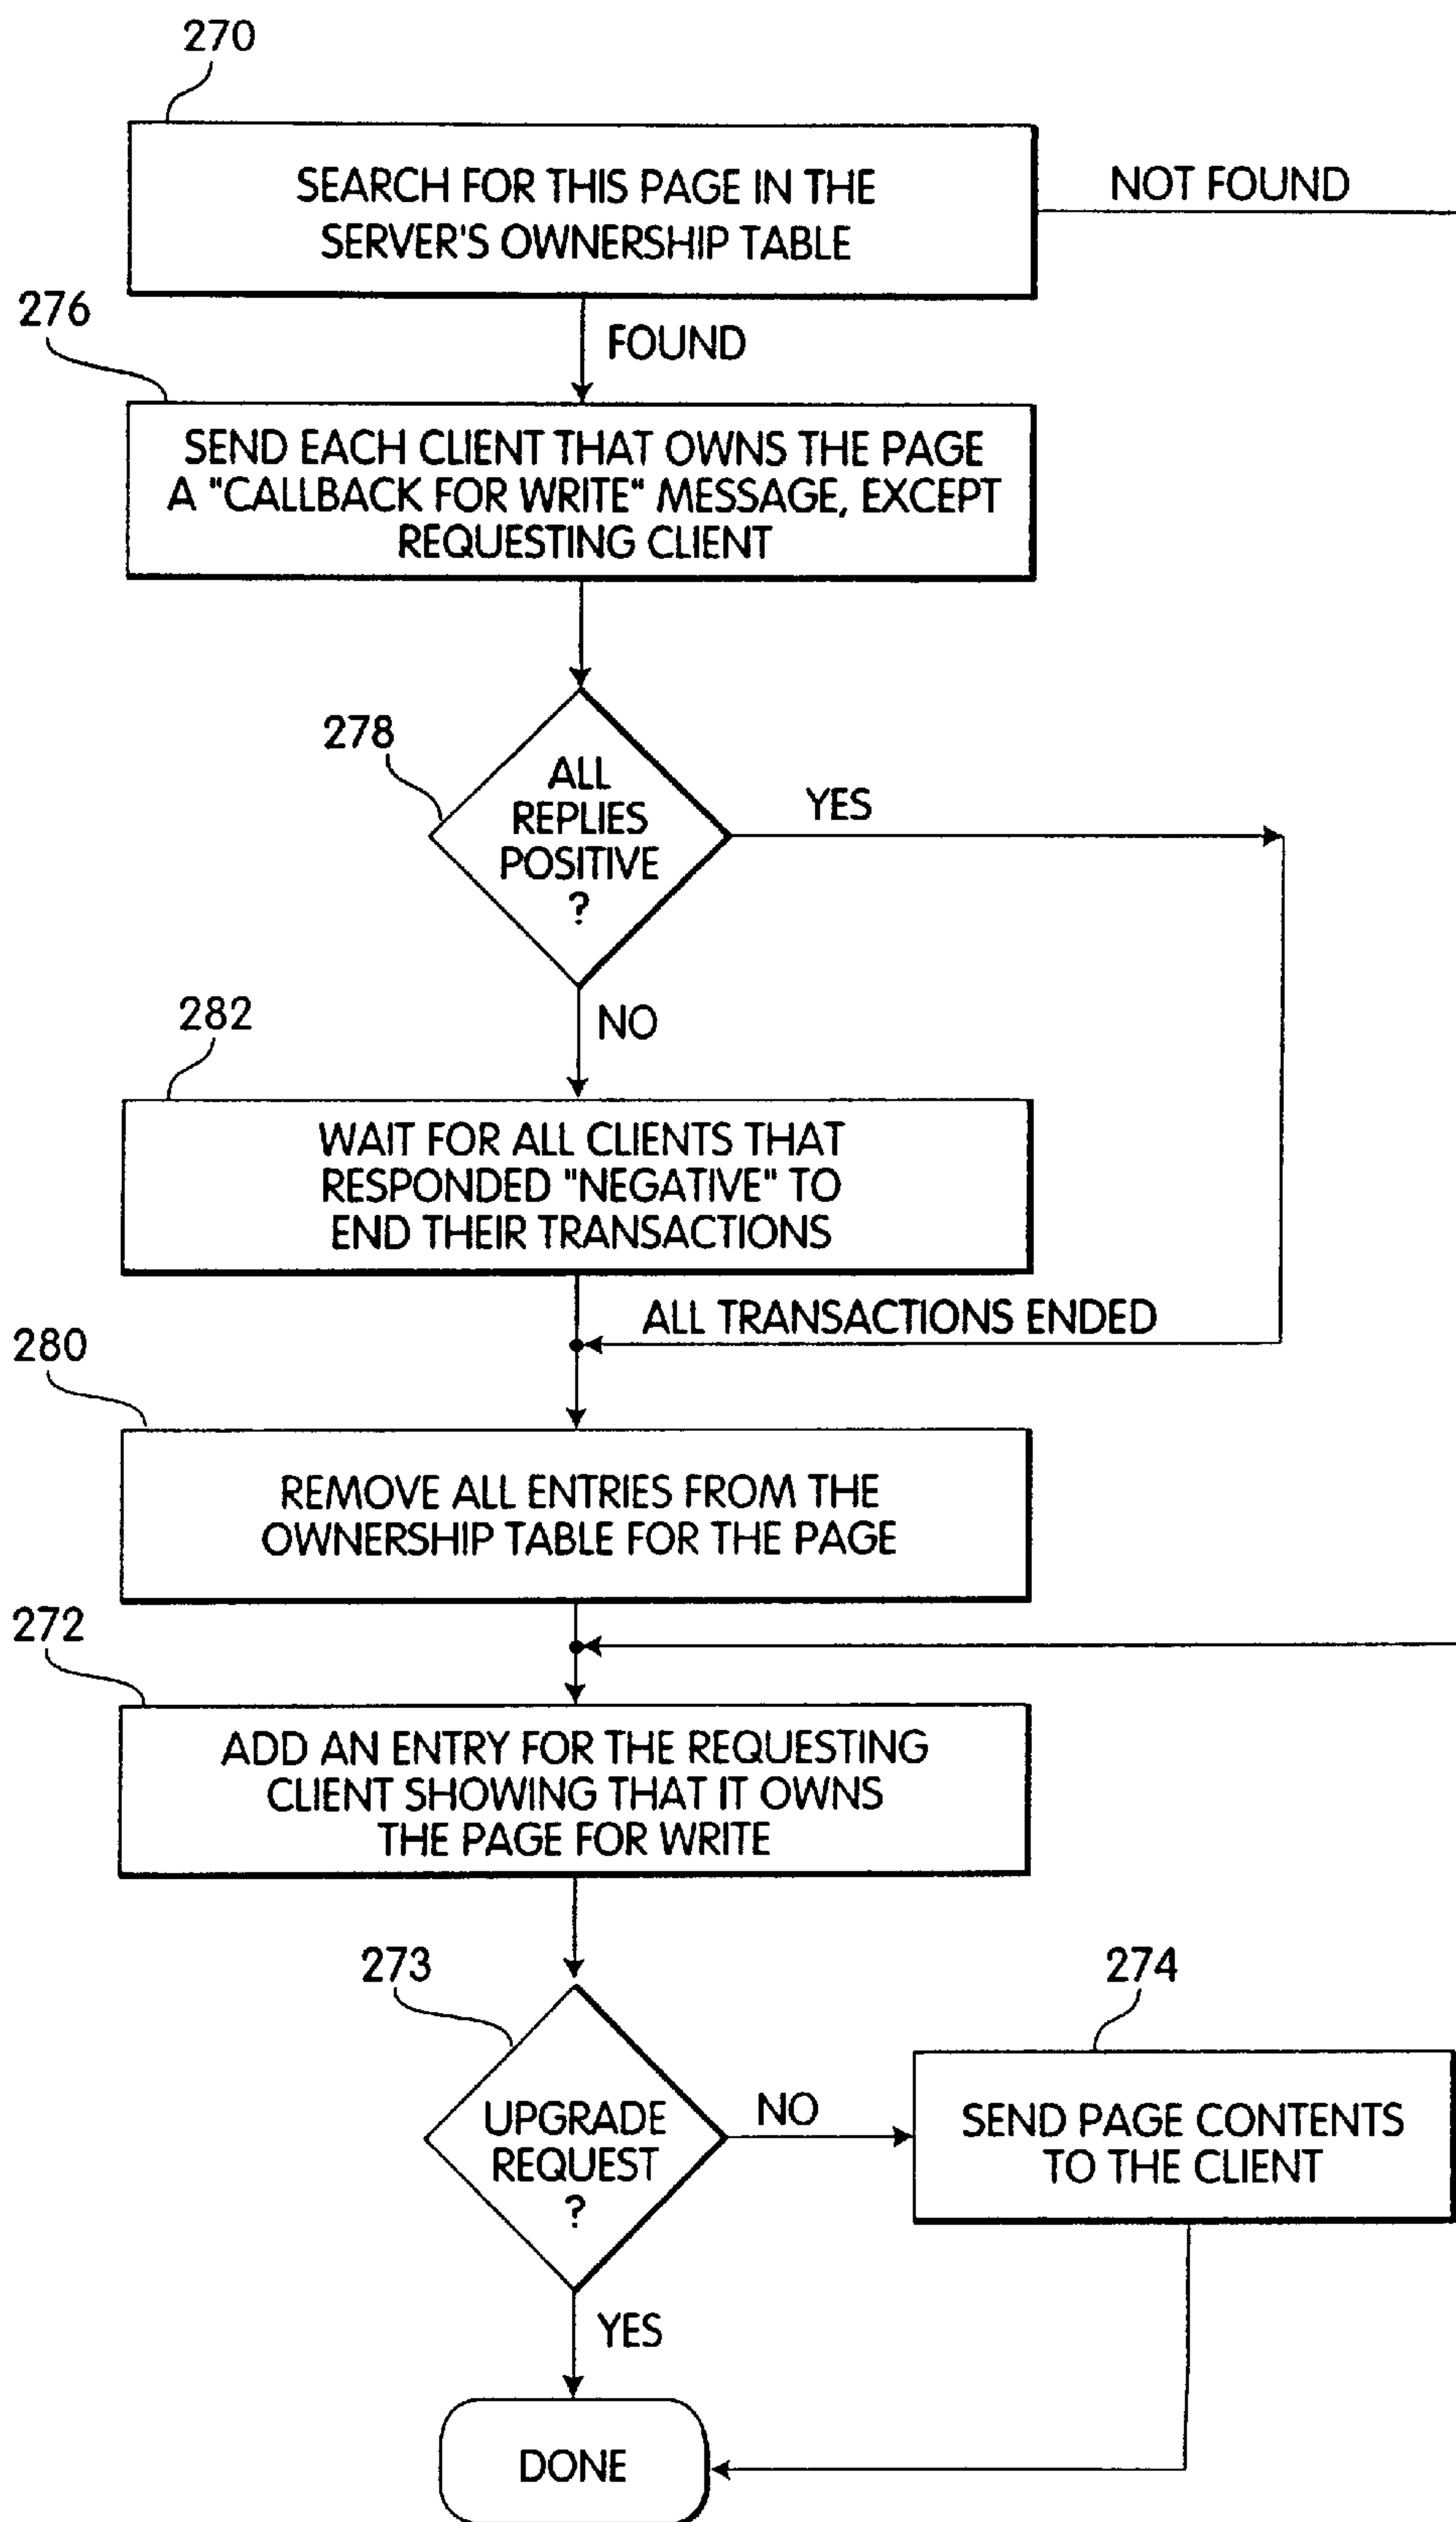 270
SEARCH FOR THIS PAGE IN THE
SERVER'S OWNERSHIP TABLE
NOT FOUND
276
FOUND
SEND EACH CLIENT THAT OWNS THE PAGE
A "CALLBACK FOR WRITE" MESSAGE, EXCEPT
REQUESTING CLIENT
278
ALL
REPLIES
POSITIVE
?
YES
NO
282
WAIT FOR ALL CLIENTS THAT
RESPONDED "NEGATIVE" TO
END THEIR TRANSACTIONS
ALL TRANSACTIONS ENDED
280
REMOVE ALL ENTRIES FROM THE
OWNERSHIP TABLE FOR THE PAGE
272
ADD AN ENTRY FOR THE REQUESTING
CLIENT SHOWING THAT IT OWNS
THE PAGE FOR WRITE
273
UPGRADE
REQUEST
?
NO
274
SEND PAGE CONTENTS
TO THE CLIENT
YES
DONE